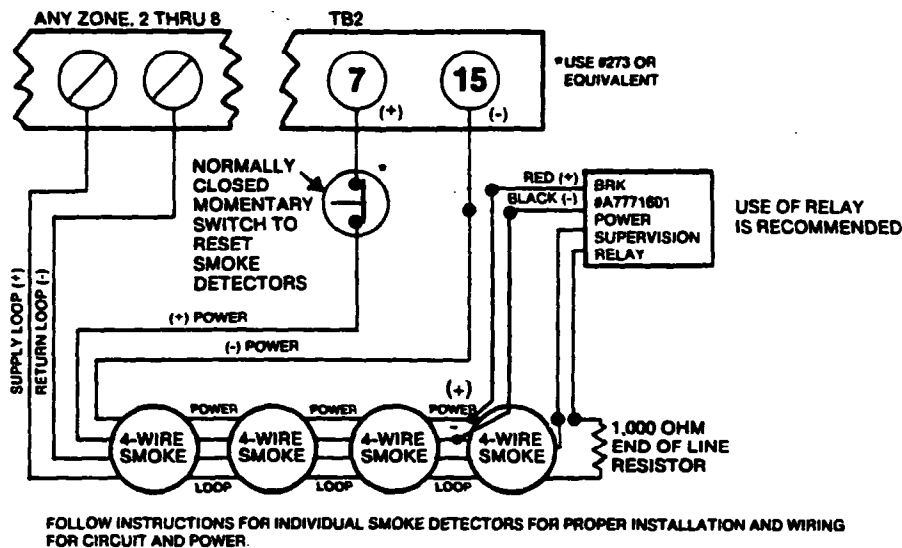 ANY ZONE, 2 THRU 8
TB2
7
15
(+)
(-)
*USE #273 OR
EQUIVALENT
NORMALLY
CLOSED
MOMENTARY
SWITCH TO
RESET
SMOKE
DETECTORS
*
RED (+)
BLACK (-)
BRK
#A7771601
POWER
SUPERVISION
RELAY
USE OF RELAY
IS RECOMMENDED
SUPPLY LOOP (+)
RETURN LOOP (-)
(+) POWER
(-) POWER
(+)
POWER
POWER
POWER
-
4-WIRE
SMOKE
4-WIRE
SMOKE
4-WIRE
SMOKE
4-WIRE
SMOKE
LOOP
LOOP
LOOP
1,000 OHM
END OF LINE
RESISTOR
FOLLOW INSTRUCTIONS FOR INDIVIDUAL SMOKE DETECTORS FOR PROPER INSTALLATION AND WIRING
FOR CIRCUIT AND POWER.